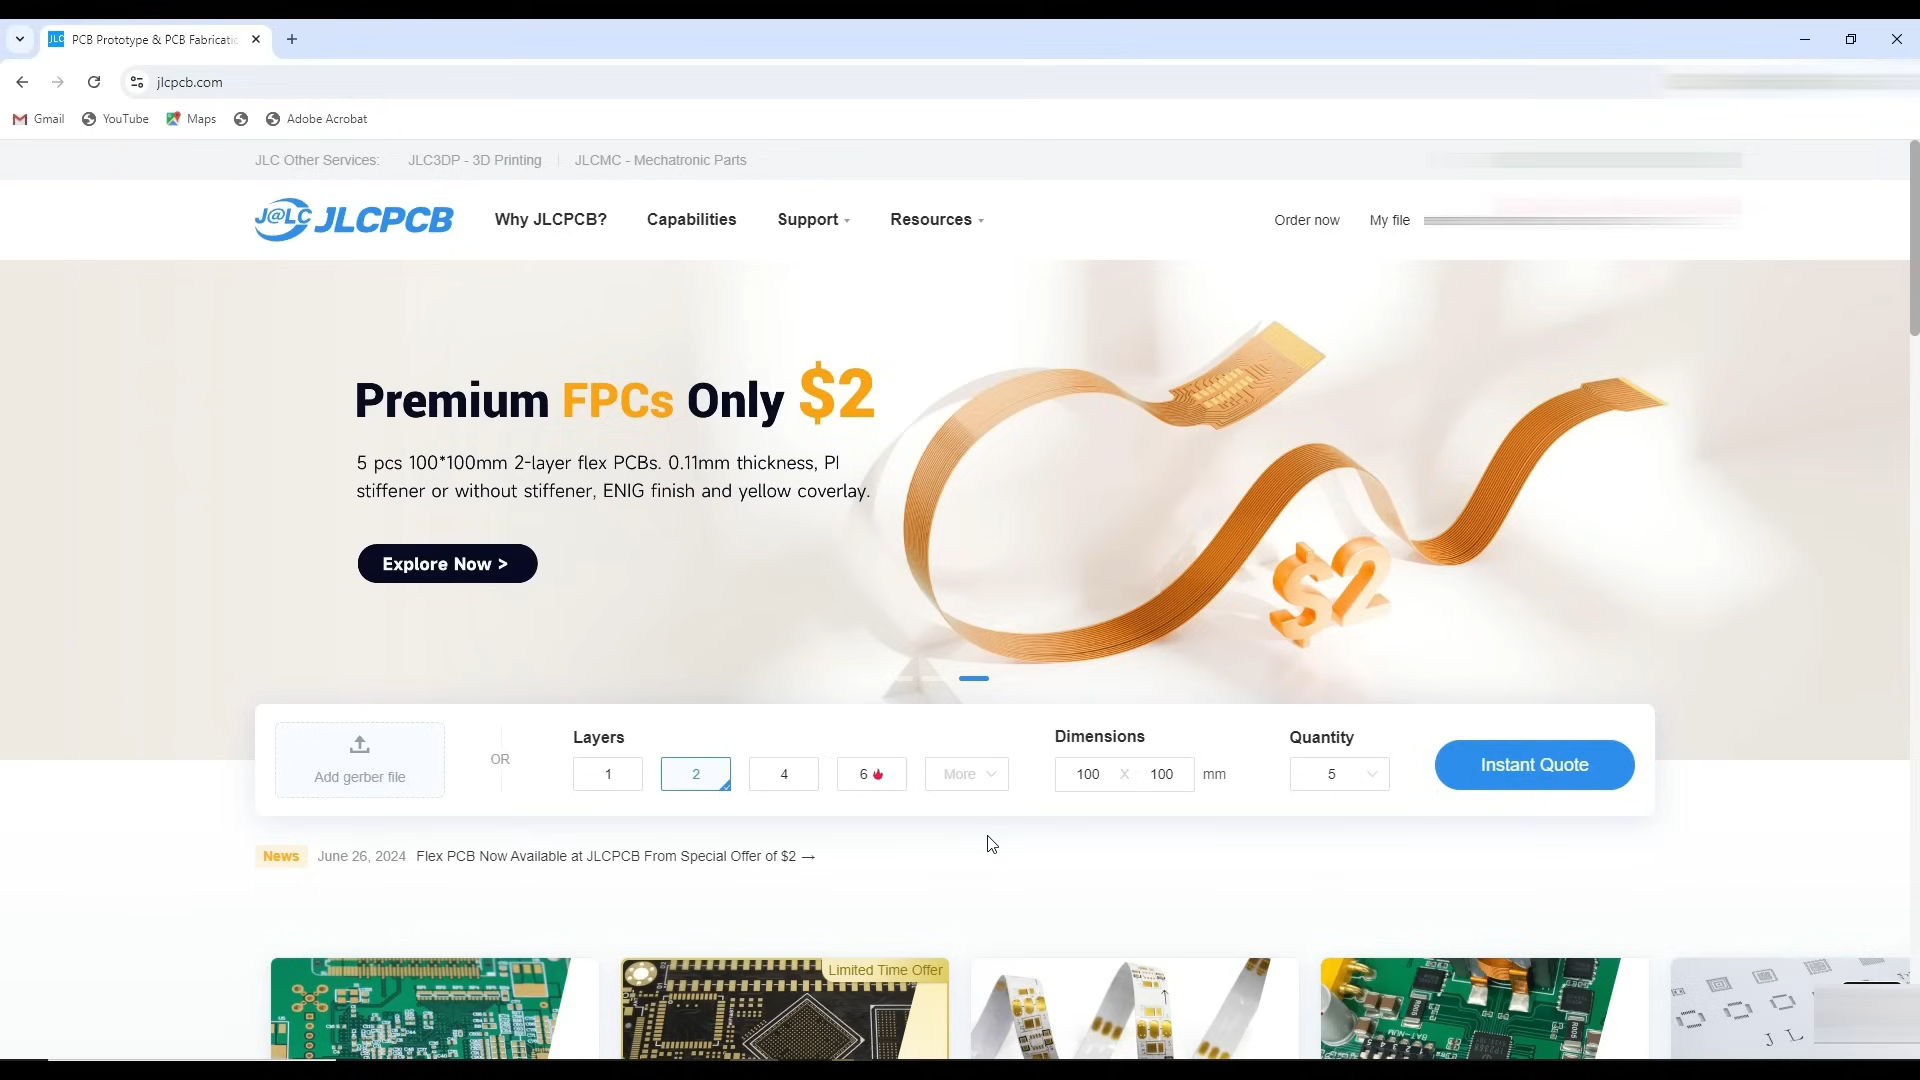 JLC PCB Prototype & PCB Fabricatic
jlcpcb.com
Gmail YouTube Maps Adobe Acrobat
JLC Other Services: JLC3DP - 3D Printing JLCMC - Mechatronic Parts
J@LC JLCPCB Why JLCPCB? Capabilities Support Resources Order now My file
Premium FPCs Only $2
5 pcs 100*100mm 2-layer flex PCBs. 0.11mm thickness, PI
stiffener or without stiffener, ENIG finish and yellow coverlay.
Explore Now >
$2
Add gerber file
OR
Layers
1 2 4 6 More
Dimensions
100 X 100 mm
Quantity
5
Instant Quote
News June 26, 2024 Flex PCB Now Available at JLCPCB From Special Offer of $2 →
Limited Time Offer
J L